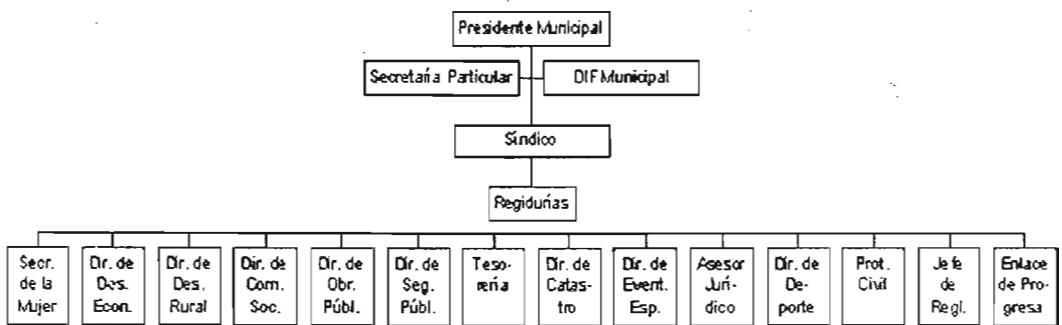 Presidente Municipal
Secretaría Particular
DIF Municipal
Síndico
Regidurías
Secr.
de la
Mujer
Dir. de
Des.
Econ.
Dir. de
Des.
Rural
Dir. de
Com.
Soc.
Dir. de
Obr.
Públ.
Dir. de
Seg.
Públ.
Teso-
rería
Dir. de
Catas-
tro
Dir. de
Event.
Esp.
Asesor
Jurí-
dico
Dir. de
De-
porte
Prot.
Civil
Jefe
de
Regl.
Enlace
de Pro-
gresa